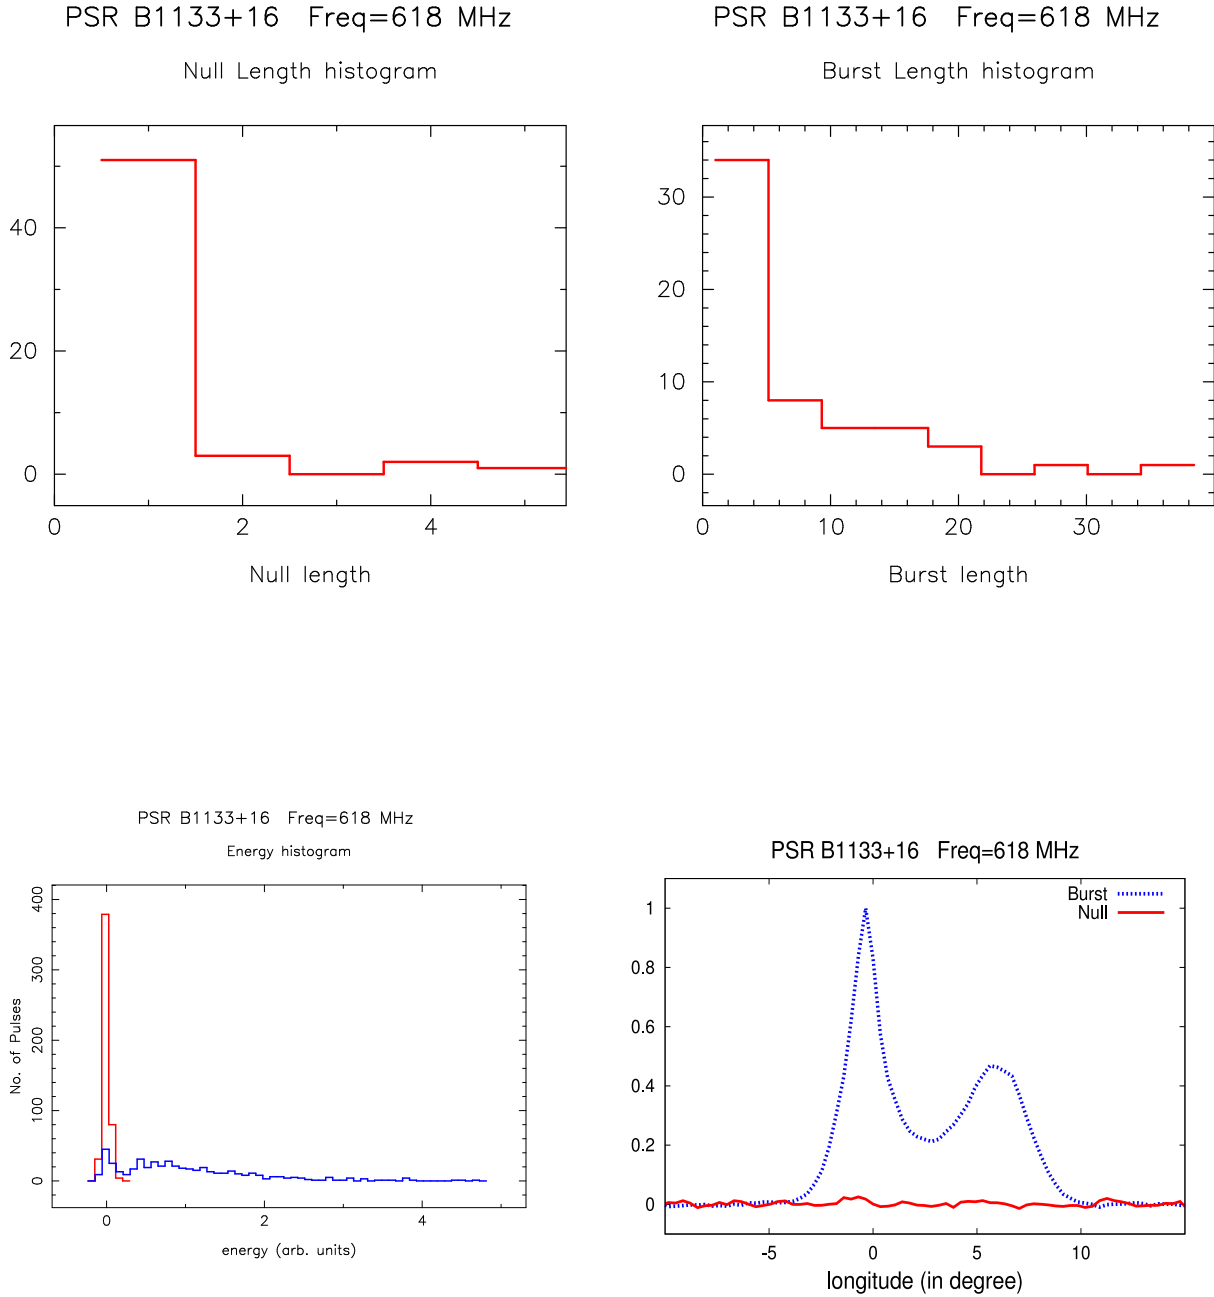 PSR B1133+16 Freq=618 MHz
Null Length histogram
40
20
0
0 2 4
Null length
PSR B1133+16 Freq=618 MHz
Burst Length histogram
30
20
10
0
0 10 20 30
Burst length
PSR B1133+16 Freq=618 MHz
Energy histogram
No. of Pulses
400
300
200
100
0
0 2 4
energy (arb. units)
PSR B1133+16 Freq=618 MHz
Burst
Null
1
0.8
0.6
0.4
0.2
0
-5 0 5 10
longitude (in degree)